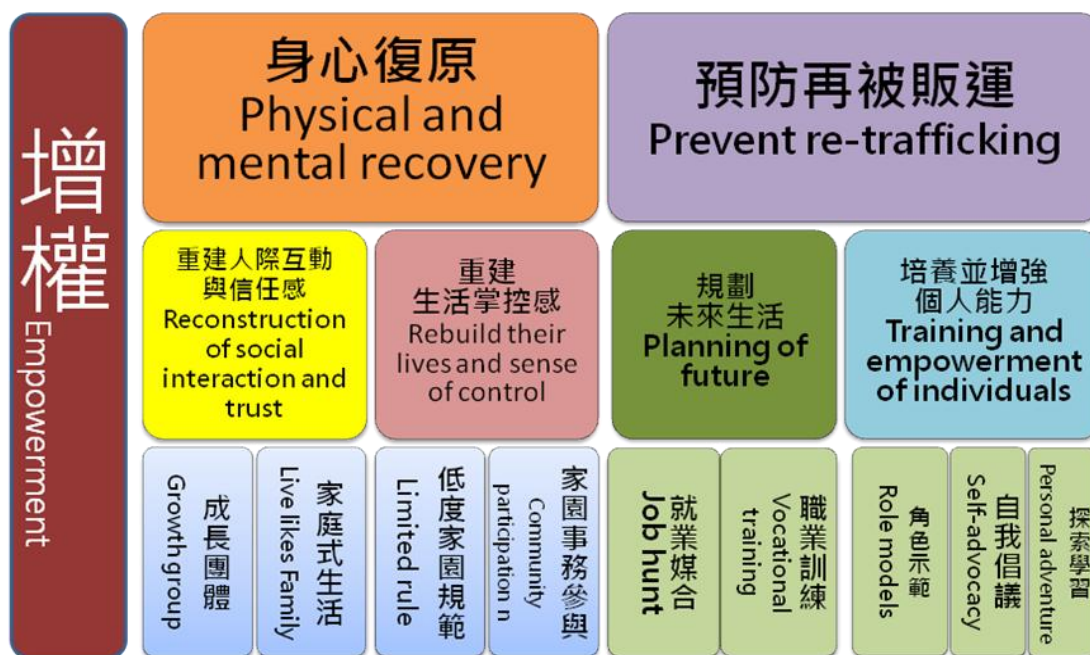 增權
Empowerment
身心復原
Physical and
mental recovery
預防再被販運
Prevent re-trafficking
重建人際互動
與信任感
Reconstruction
of social
interaction and
trust
重建
生活掌控感
Rebuild their
lives and sense
of control
規劃
未來生活
Planning of
future
培養並增強
個人能力
Training and
empowerment
of individuals
成長團體
Growth group
家庭式生活
Live likes Family
低度家園規範
Limited rule
家園事務參與
Community
participation n
就業媒合
Job hunt
職業訓練
Vocational
training
角色示範
Role models
自我倡議
Self-advocacy
探索學習
Personal adventure